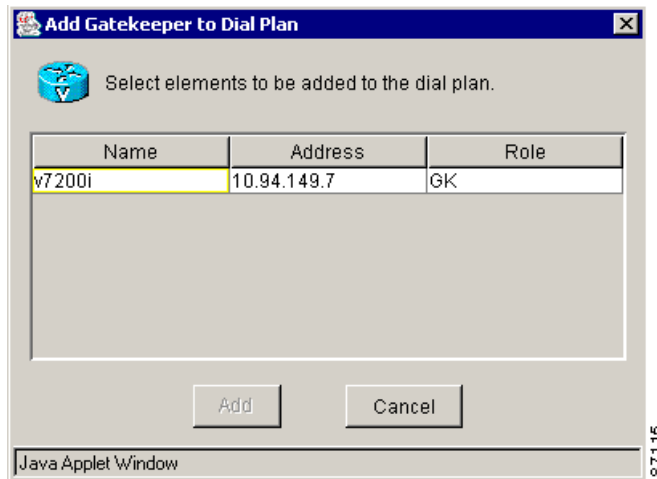 Add Gatekeeper to Dial Plan
Select elements to be added to the dial plan.
Name Address Role
v7200i 10.94.149.7 GK
Add Cancel
Java Applet Window
V